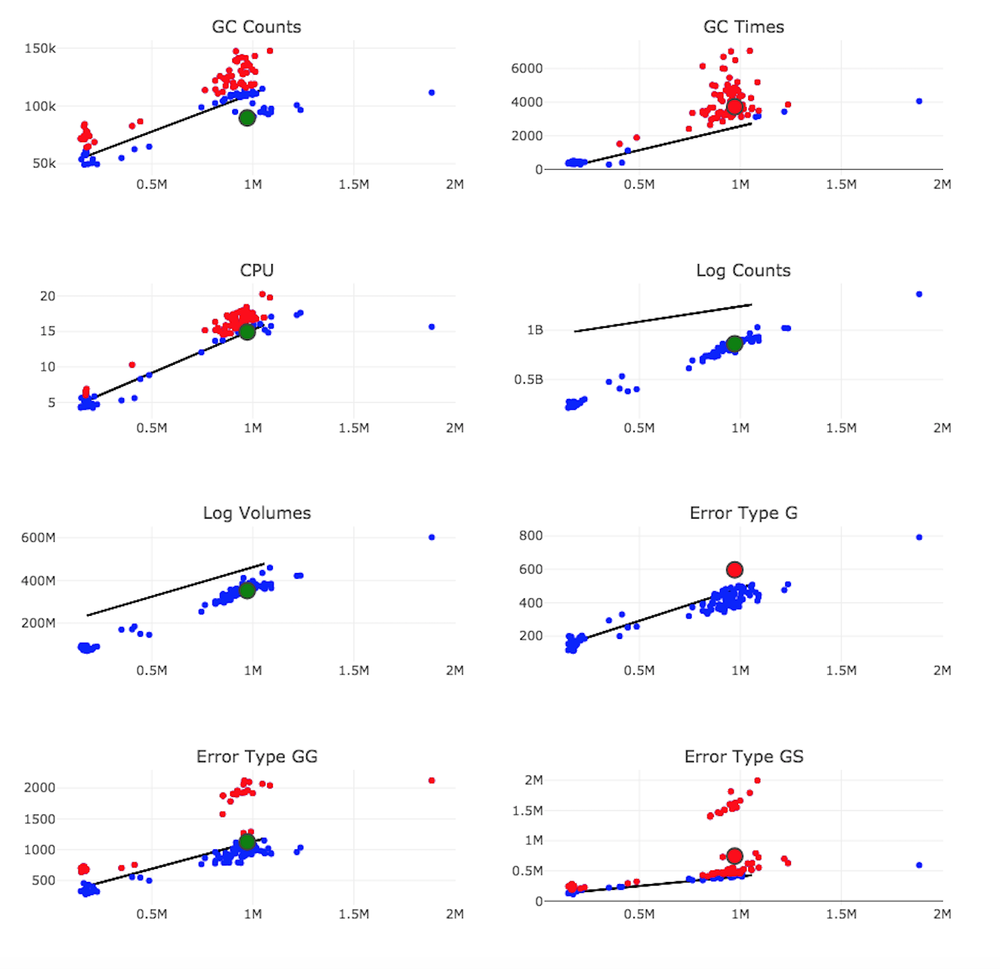 GC Counts
150k
100k
50k
0.5M 1M 1.5M 2M
GC Times
6000
4000
2000
0
0.5M 1M 1.5M 2M
CPU
20
15
10
5
0.5M 1M 1.5M 2M
Log Counts
1B
0.5B
0.5M 1M 1.5M 2M
Log Volumes
600M
400M
200M
0.5M 1M 1.5M 2M
Error Type G
800
600
400
200
0.5M 1M 1.5M 2M
Error Type GG
2000
1500
1000
500
0.5M 1M 1.5M 2M
Error Type GS
2M
1.5M
1M
0.5M
0
0.5M 1M 1.5M 2M